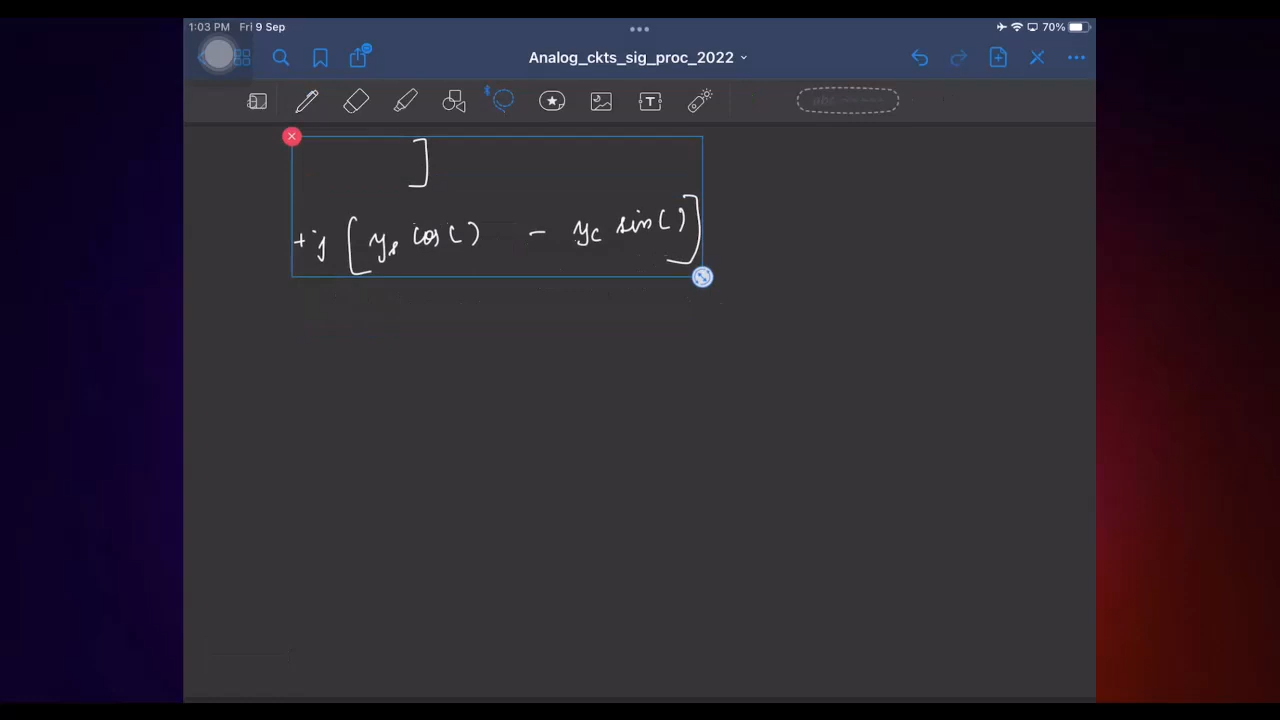 1:03 PM Fri 9 Sep
70%
Analog_ckts_sig_proc_2022
]
+j [ys cos( ) - yc sin( )]